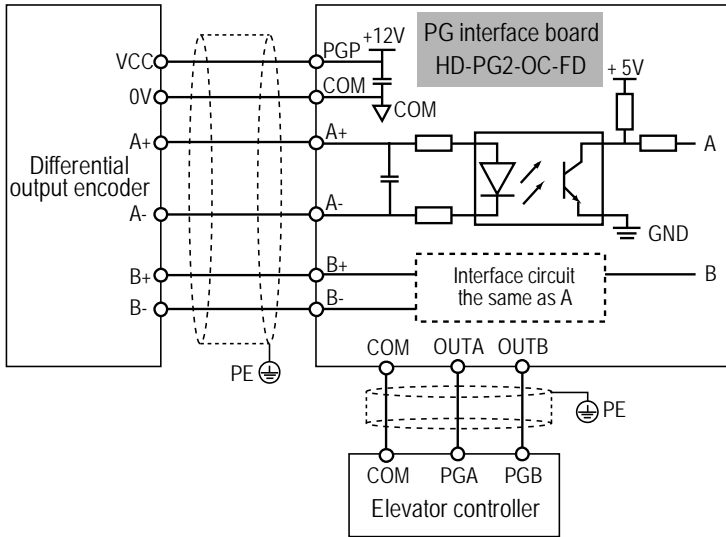 PG interface board
HD-PG2-OC-FD
+12V
VCC
PGP
+ 5V
0V
COM
COM
A+
A+
A
Differential
output encoder
A-
A-
GND
B+
B+
Interface circuit
the same as A
B
B-
B-
COM OUTA OUTB
PE
PE
COM PGA PGB
Elevator controller